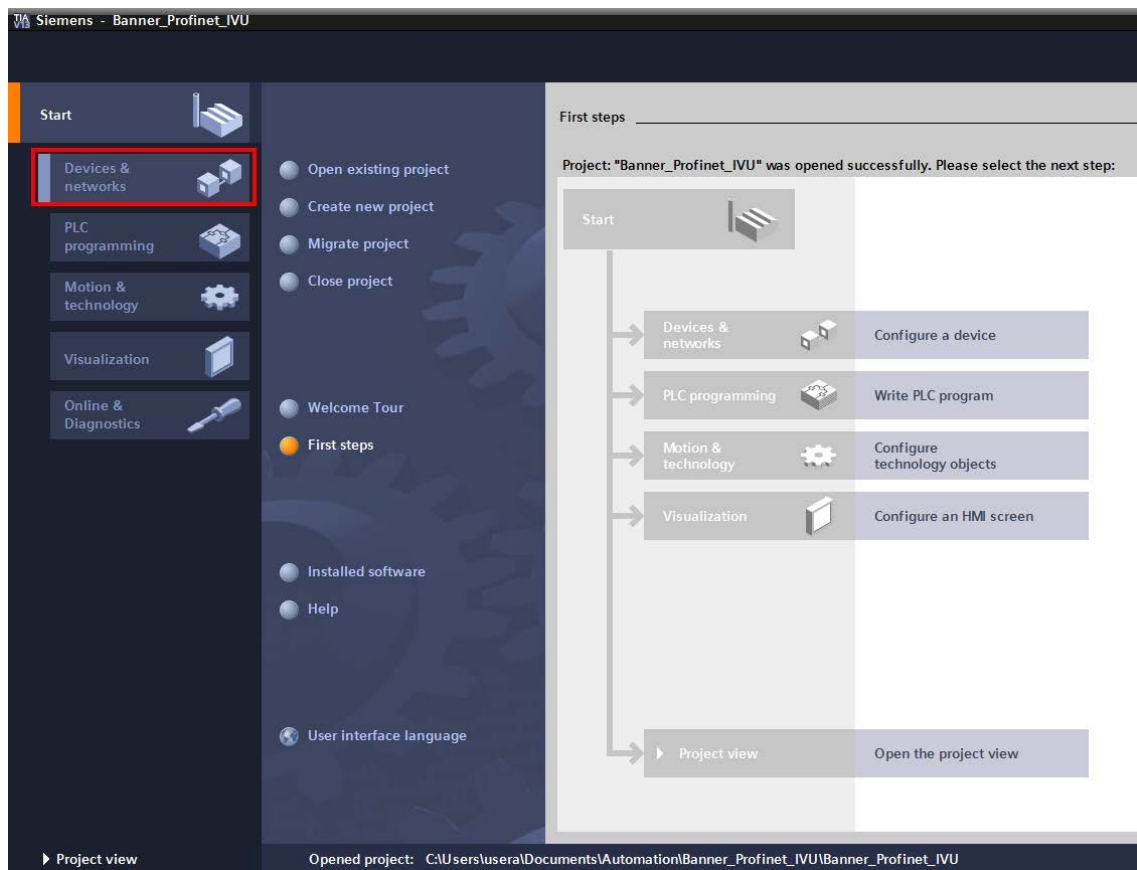 TIA V13 Siemens - Banner_Profinet_IVU
Start
Devices &
networks
PLC
programming
Motion &
technology
Visualization
Online &
Diagnostics
Open existing project
Create new project
Migrate project
Close project
Welcome Tour
First steps
Installed software
Help
User interface language
First steps
Project: "Banner_Profinet_IVU" was opened successfully. Please select the next step:
Start
Devices &
networks
Configure a device
PLC programming
Write PLC program
Motion &
technology
Configure
technology objects
Visualization
Configure an HMI screen
Project view
Open the project view
Project view
Opened project: C:\Users\usera\Documents\Automation\Banner_Profinet_IVU\Banner_Profinet_IVU